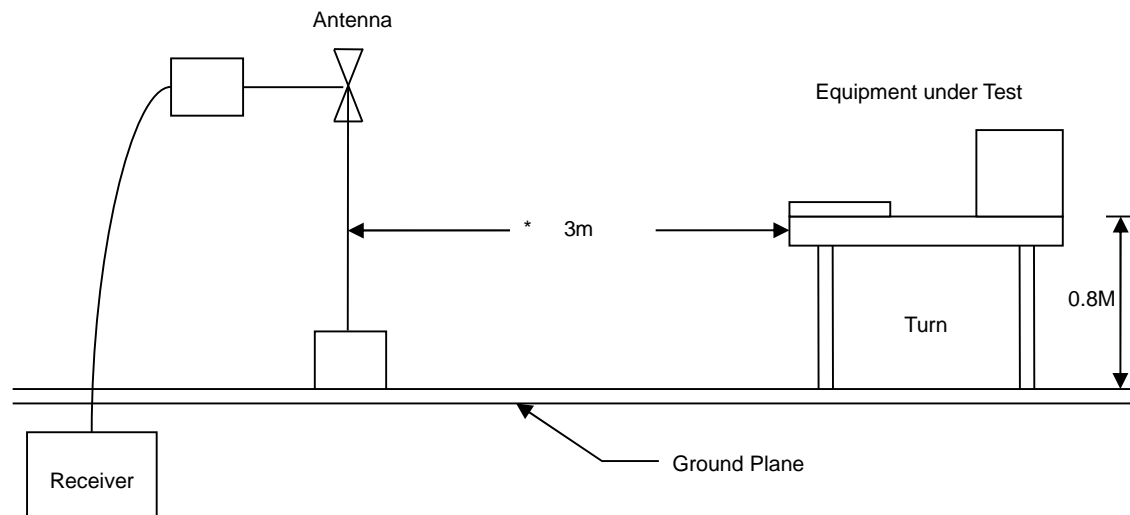 Antenna
Equipment under Test
* 3m
0.8M
Turn
Ground Plane
Receiver